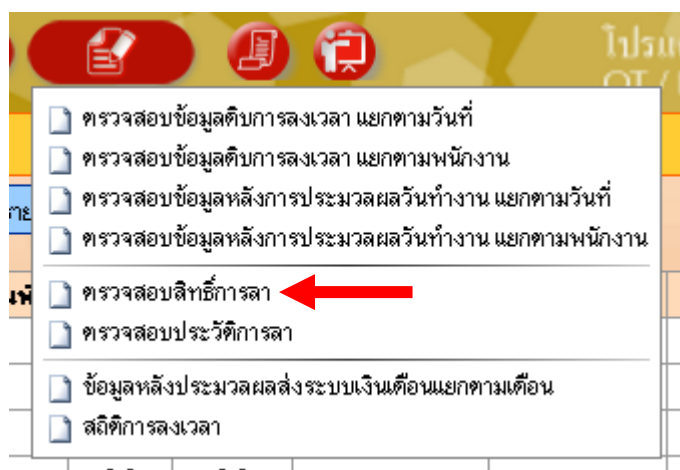 โปรแ
OT /
ตรวจสอบข้อมูลดิบการลงเวลา แยกตามวันที่
ตรวจสอบข้อมูลดิบการลงเวลา แยกตามพนักงาน
ตรวจสอบข้อมูลหลังการประมวลผลวันทำงาน แยกตามวันที่
ตรวจสอบข้อมูลหลังการประมวลผลวันทำงาน แยกตามพนักงาน
ตรวจสอบสิทธิ์การลา
ตรวจสอบประวัติการลา
ข้อมูลหลังประมวลผลส่งระบบเงินเดือนแยกตามเดือน
สถิติการลงเวลา